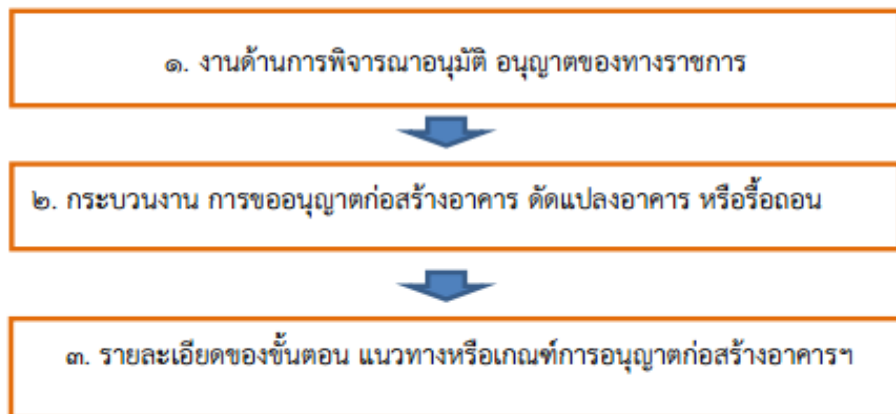 ๑. งานด้านการพิจารณาอนุมัติ อนุญาตของทางราชการ
๒. กระบวนงาน การขออนุญาตก่อสร้างอาคาร ดัดแปลงอาคาร หรือรื้อถอน
๓. รายละเอียดของขั้นตอน แนวทางหรือเกณฑ์การอนุญาตก่อสร้างอาคารฯ